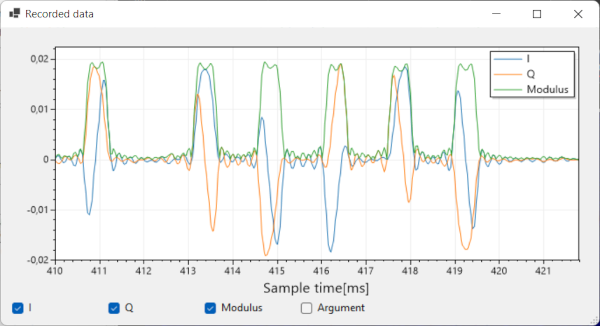 Recorded data
0,02
0,01
0
-0,01
-0,02
I
Q
Modulus
410 411 412 413 414 415 416 417 418 419 420 421
Sample time[ms]
I Q Modulus Argument